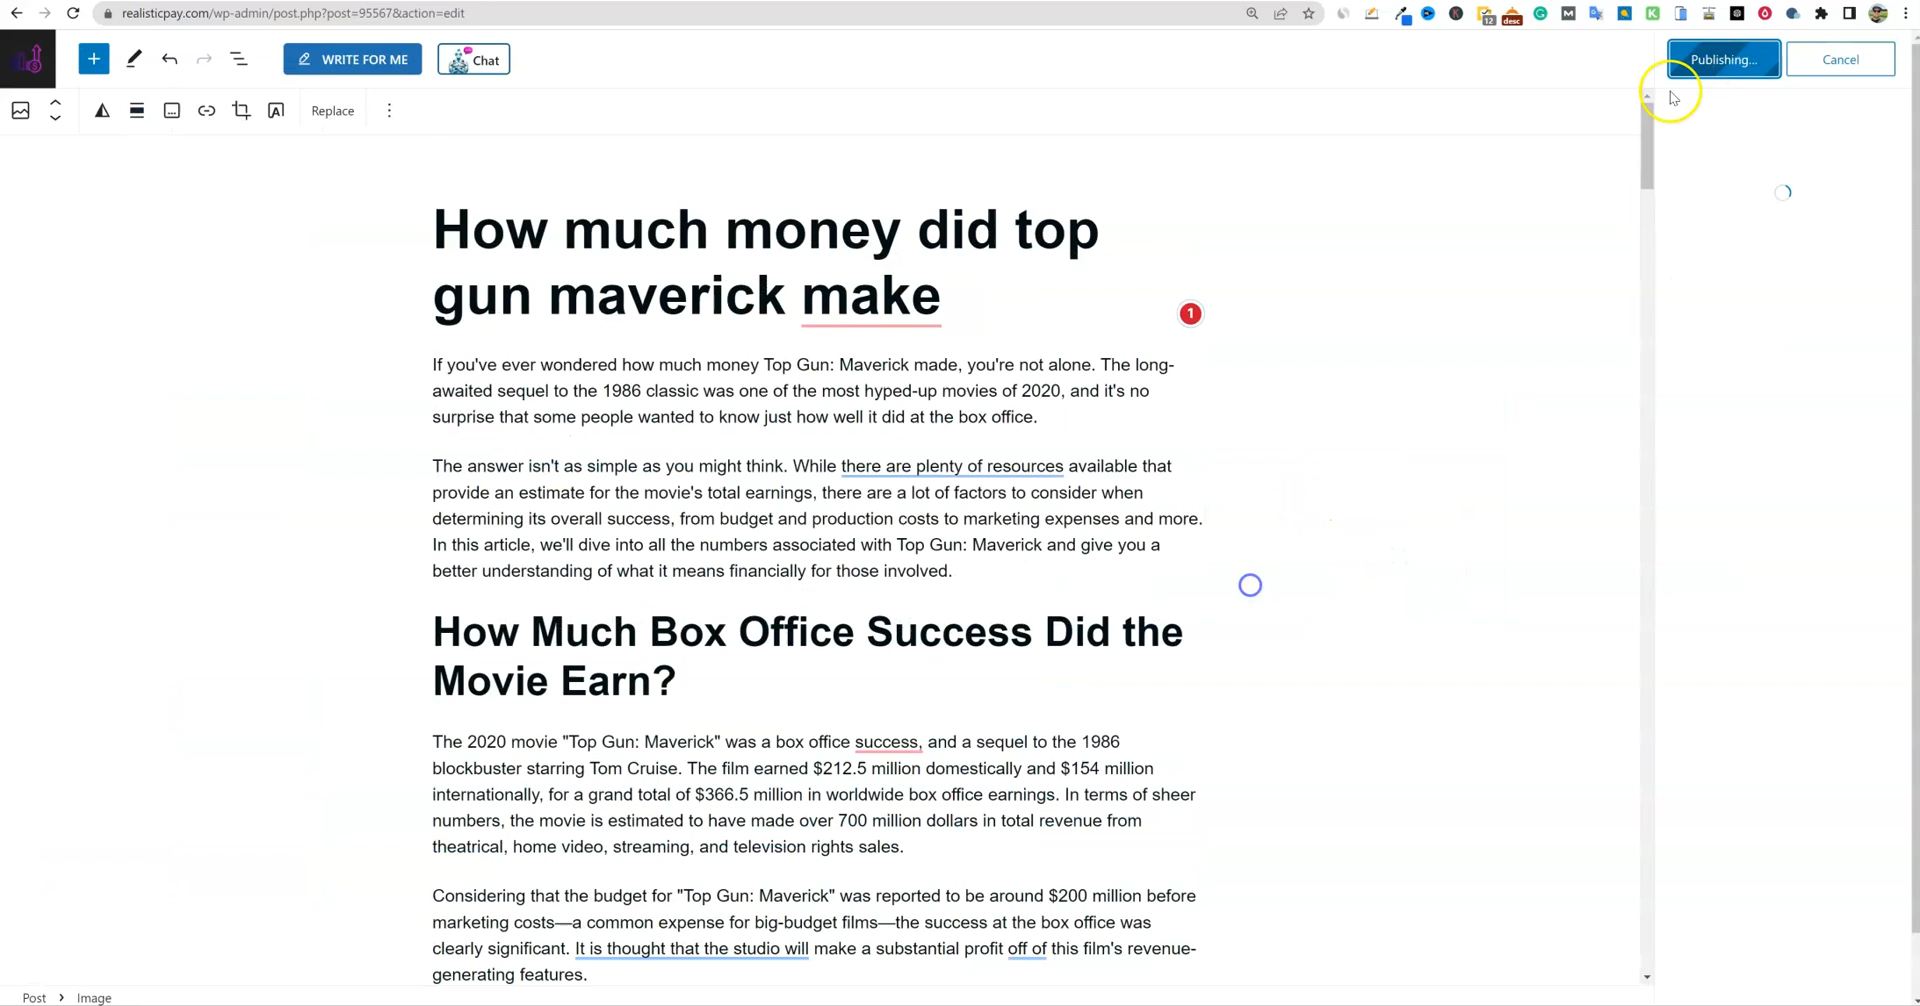 realisticpay.com/wp-admin/post.php?post=95567&action=edit
12
desc
WRITE FOR ME
Chat
Publishing...
Cancel
Replace
How much money did top
gun maverick make
1
If you've ever wondered how much money Top Gun: Maverick made, you're not alone. The long-
awaited sequel to the 1986 classic was one of the most hyped-up movies of 2020, and it's no
surprise that some people wanted to know just how well it did at the box office.
The answer isn't as simple as you might think. While there are plenty of resources available that
provide an estimate for the movie's total earnings, there are a lot of factors to consider when
determining its overall success, from budget and production costs to marketing expenses and more.
In this article, we'll dive into all the numbers associated with Top Gun: Maverick and give you a
better understanding of what it means financially for those involved.
How Much Box Office Success Did the
Movie Earn?
The 2020 movie "Top Gun: Maverick" was a box office success, and a sequel to the 1986
blockbuster starring Tom Cruise. The film earned $212.5 million domestically and $154 million
internationally, for a grand total of $366.5 million in worldwide box office earnings. In terms of sheer
numbers, the movie is estimated to have made over 700 million dollars in total revenue from
theatrical, home video, streaming, and television rights sales.
Considering that the budget for "Top Gun: Maverick" was reported to be around $200 million before
marketing costs—a common expense for big-budget films—the success at the box office was
clearly significant. It is thought that the studio will make a substantial profit off of this film's revenue-
generating features.
Post
Image